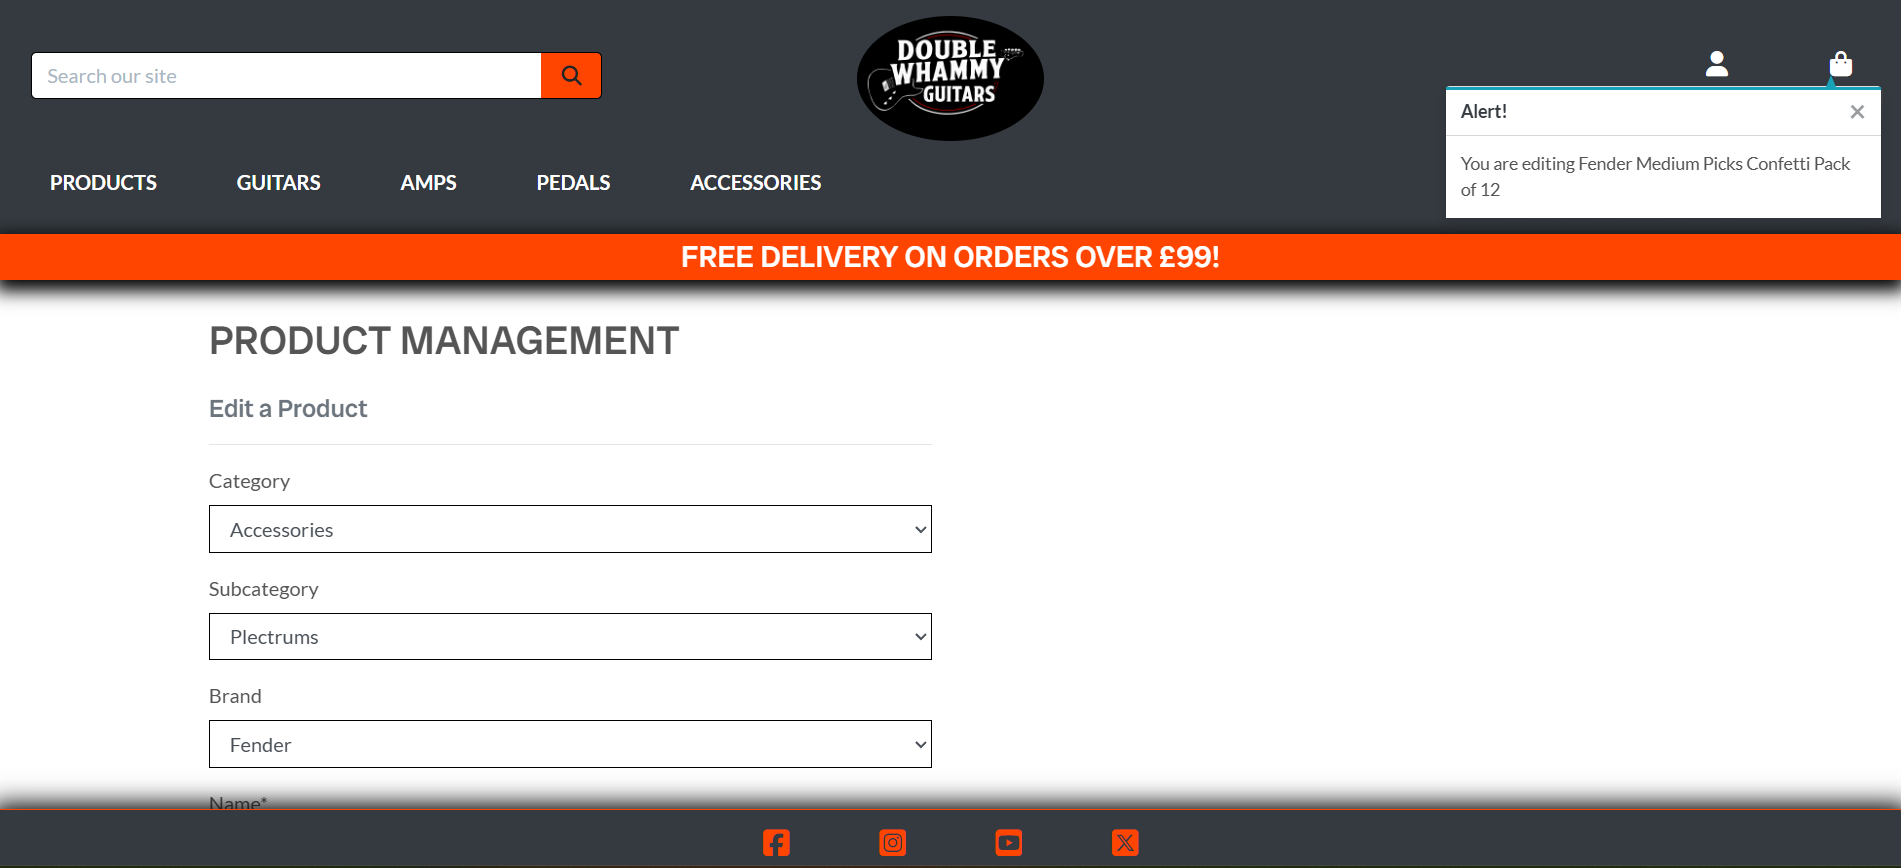 Search our site
DOUBLE
WHAMMY
GUITARS
Alert!
You are editing Fender Medium Picks Confetti Pack
of 12
PRODUCTS
GUITARS
AMPS
PEDALS
ACCESSORIES
FREE DELIVERY ON ORDERS OVER £99!
PRODUCT MANAGEMENT
Edit a Product
Category
Accessories
Subcategory
Plectrums
Brand
Fender
Name*